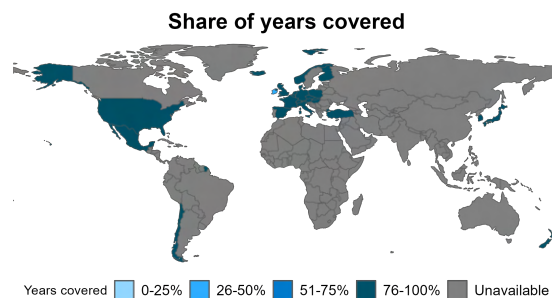 Share of years covered
Years covered 0-25% 26-50% 51-75% 76-100% Unavailable